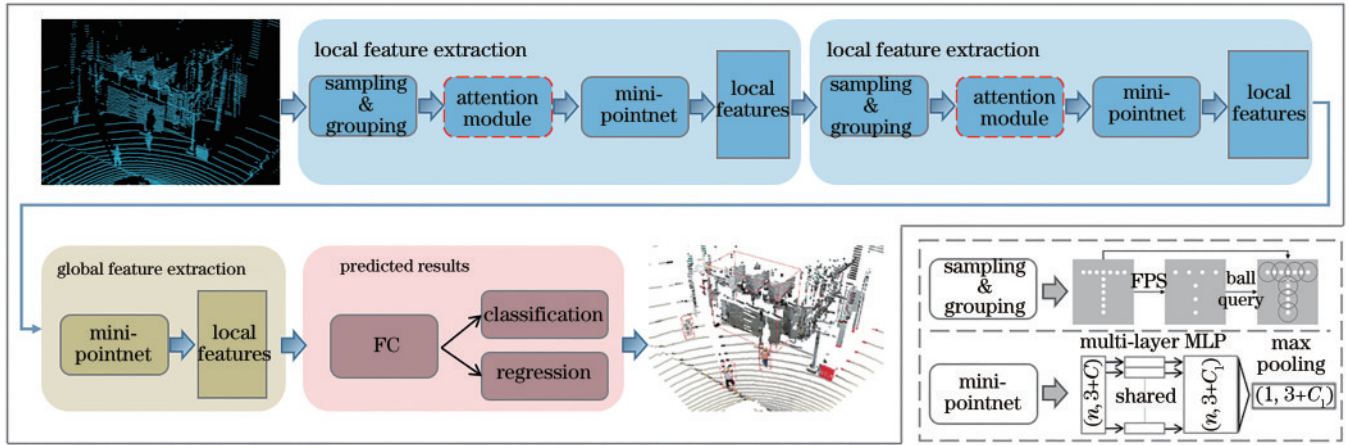 local feature extraction
sampling
&
grouping
attention
module
mini-
pointnet
local
features
local feature extraction
sampling
&
grouping
attention
module
mini-
pointnet
local
features
global feature extraction
mini-
pointnet
local
features
predicted results
FC
classification
regression
sampling
&
grouping
FPS
ball
query
mini-
pointnet
multi-layer MLP
(n, 3+C)
shared
(n, 3+C₁)
max
pooling
(1, 3+C₁)